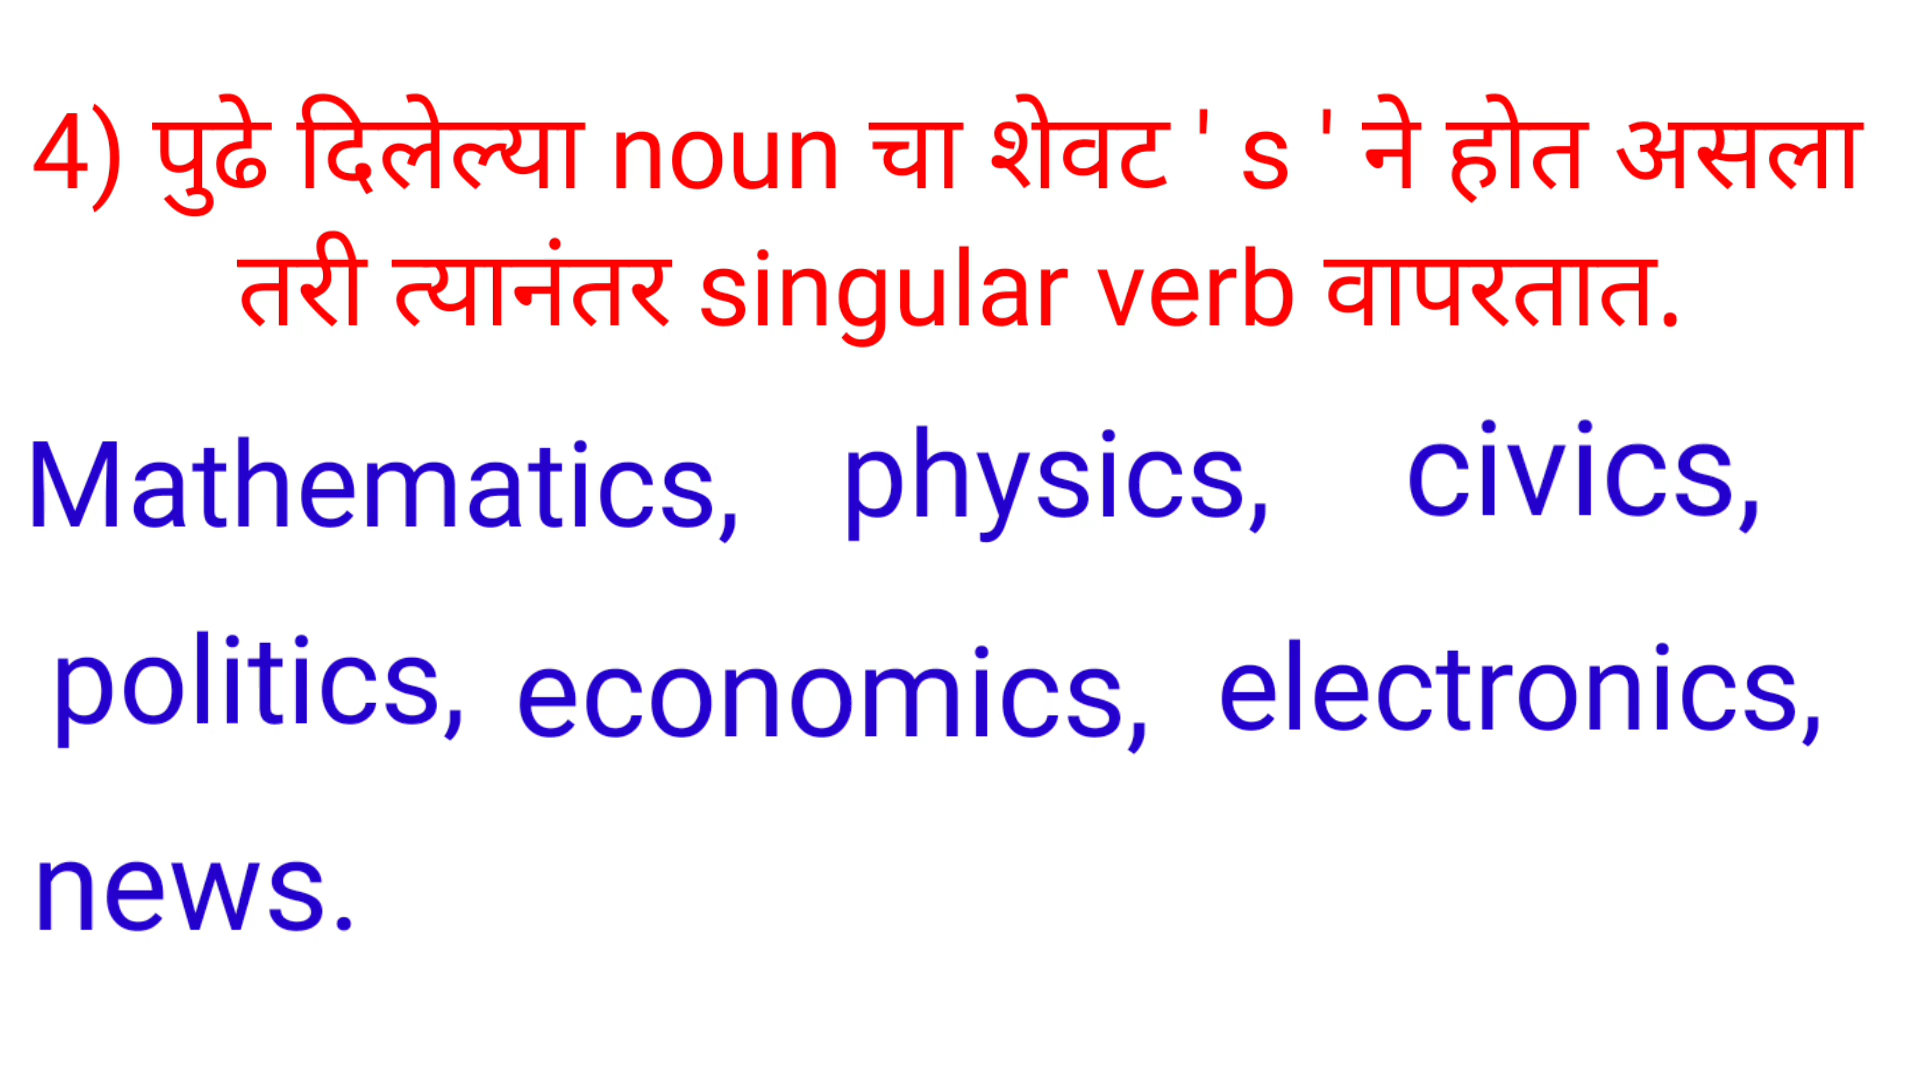 4) पुढे दिलेल्या noun चा शेवट ' s ' ने होत असला
तरी त्यानंतर singular verb वापरतात.
Mathematics, physics, civics,
politics, economics, electronics,
news.